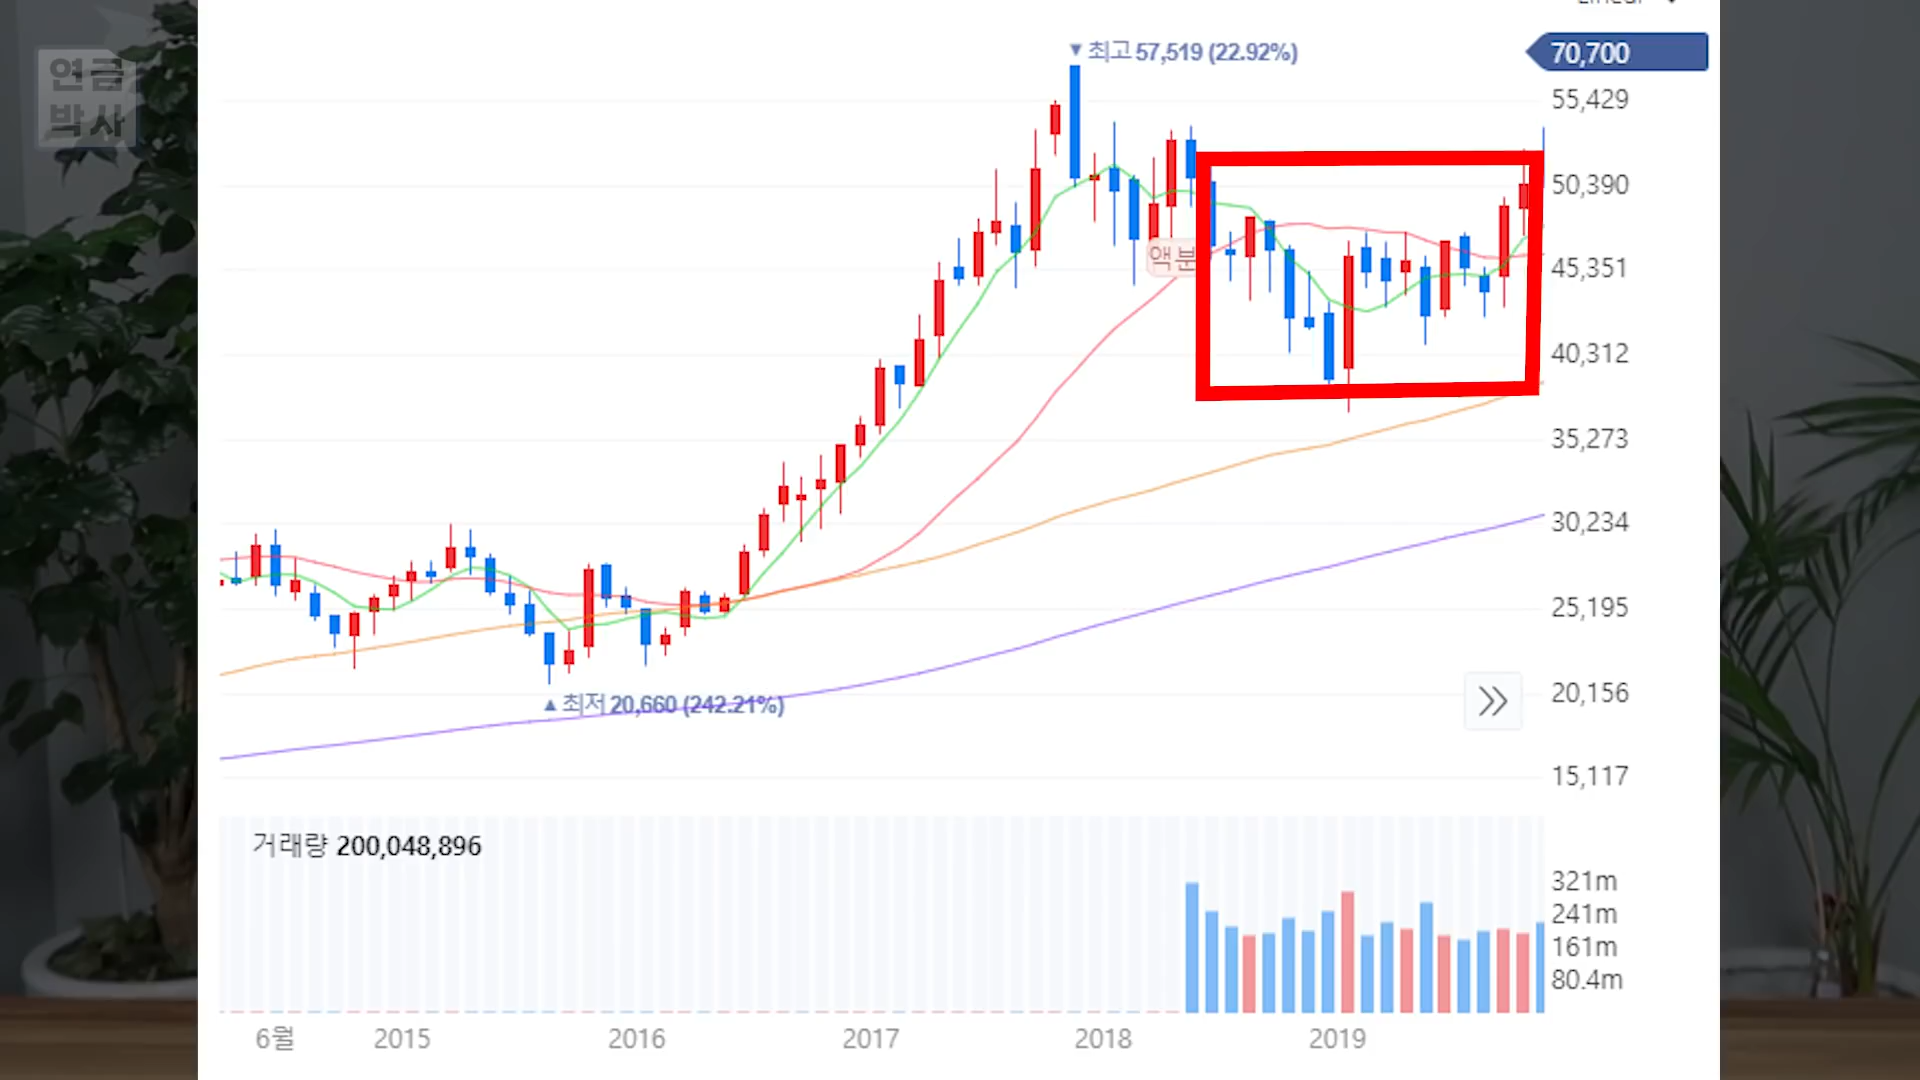 연금
박사
▼최고 57,519 (22.92%)
70,700
55,429
50,390
액분
45,351
40,312
35,273
30,234
25,195
▲최저 20,660 (242.21%)
20,156
15,117
거래량 200,048,896
321m
241m
161m
80.4m
6월 2015 2016 2017 2018 2019